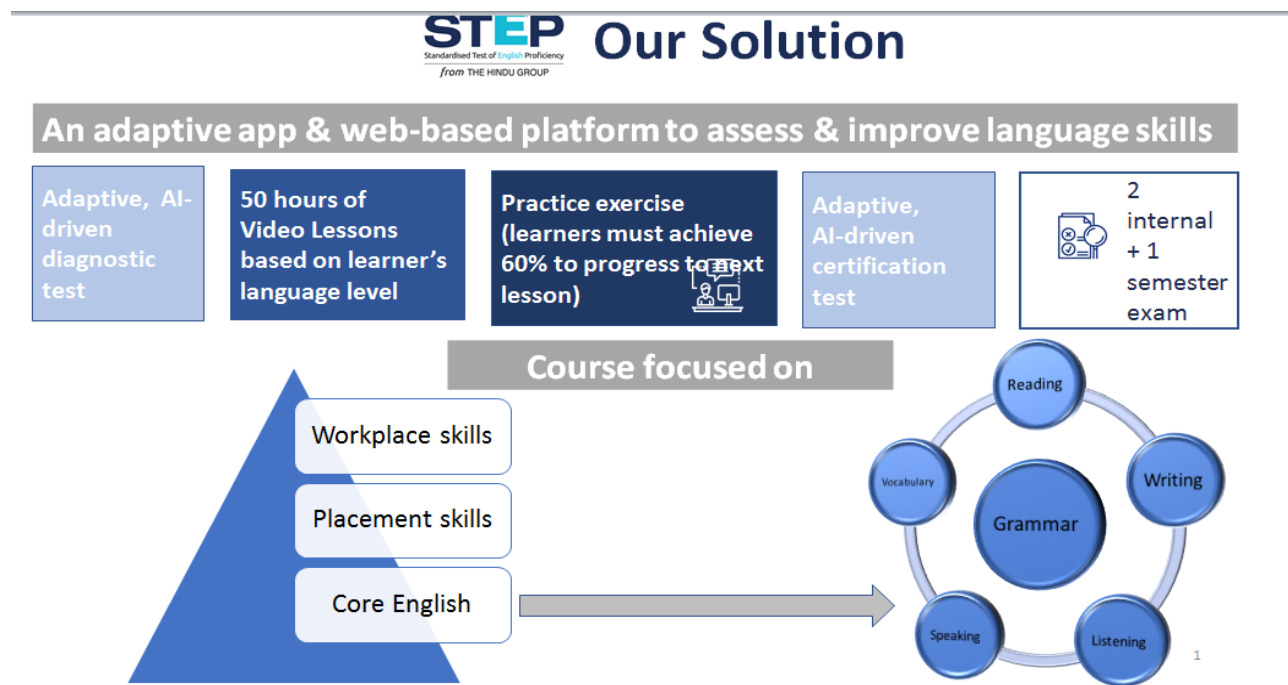 STEP
Standardised Test of English Proficiency
from THE HINDU GROUP
Our Solution
An adaptive app & web-based platform to assess & improve language skills
Adaptive, AI-
driven
diagnostic
test
50 hours of
Video Lessons
based on learner's
language level
Practice exercise
(learners must achieve
60% to progress to next
lesson)
Adaptive,
AI-driven
certification
test
2
internal
+ 1
semester
exam
Course focused on
Workplace skills
Placement skills
Core English
Reading
Writing
Listening
Speaking
Vocabulary
Grammar
1